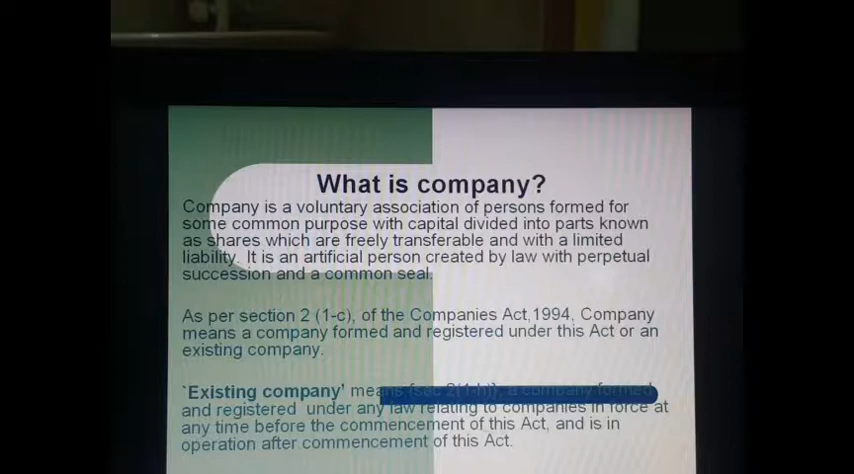 What is company?
Company is a voluntary association of persons formed for
some common purpose with capital divided into parts known
as shares which are freely transferable and with a limited
liability. It is an artificial person created by law with perpetual
succession and a common seal.
As per section 2 (1-c), of the Companies Act,1994, Company
means a company formed and registered under this Act or an
existing company.
`Existing company’ means {sec 2(1-h)}, a company formed
and registered under any law relating to companies in force at
any time before the commencement of this Act, and is in
operation after commencement of this Act.